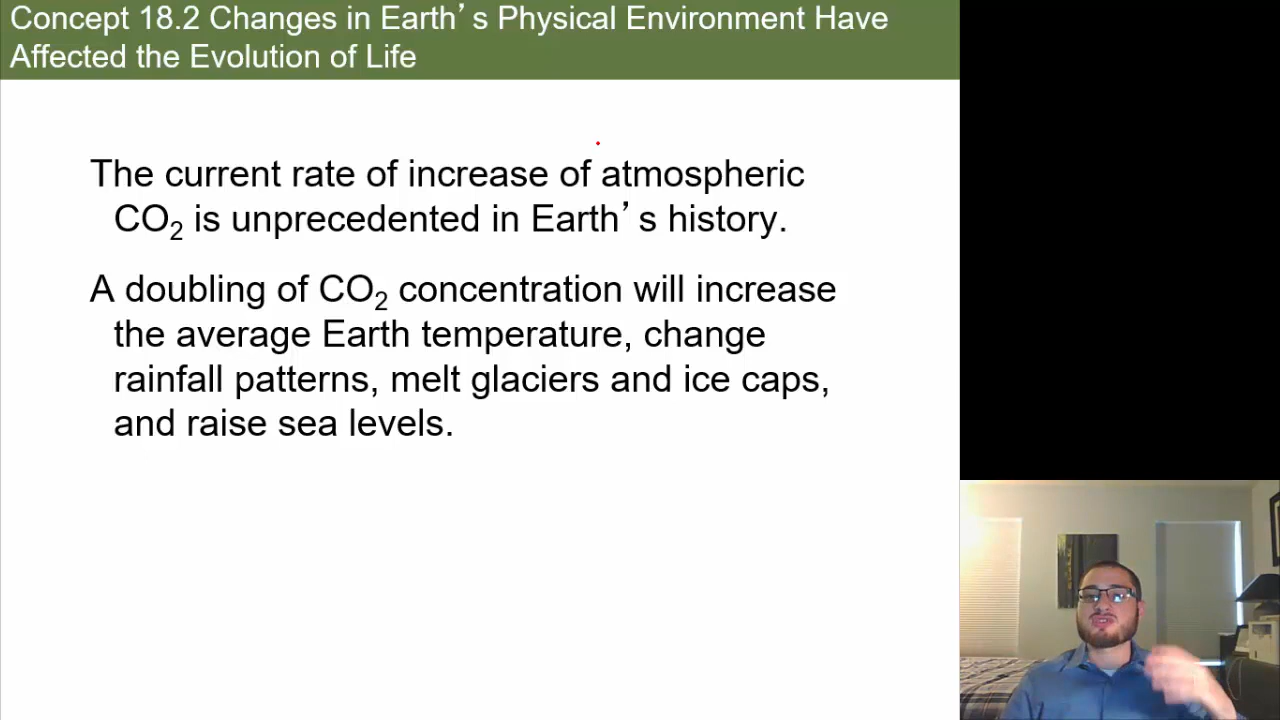 Concept 18.2 Changes in Earth’s Physical Environment Have
Affected the Evolution of Life
The current rate of increase of atmospheric
CO₂ is unprecedented in Earth’s history.
A doubling of CO₂ concentration will increase
the average Earth temperature, change
rainfall patterns, melt glaciers and ice caps,
and raise sea levels.